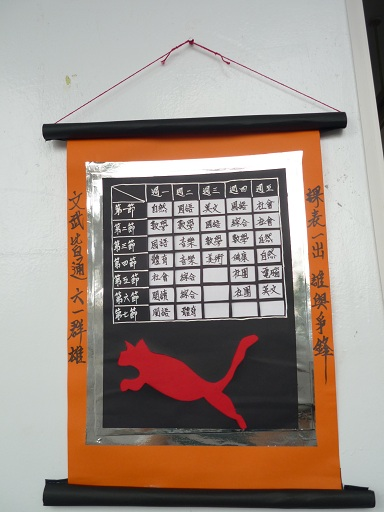 課表一出 誰與爭鋒
文武皆通 六一群雄
週一 週二 週三 週四 週五
第一節 自然 國語 英文 國語 社會
第二節 數學 數學 國語 綜合 社會
第三節 國語 音樂 數學 數學 自然
第四節 體育 音樂 美術 健康 自然
第五節 社會 綜合 社團 電腦
第六節 閱讀 綜合 社團 英文
第七節 國語 體育